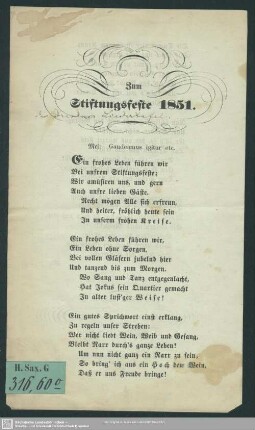 Zum
Stiftungsfeste 1851.
Mel: Gaudeamus igitur etc.
Ein frohes Leben führen wir
Bei unsrem Stiftungsfeste;
Wir amüsiren uns, und gern
Auch unsre lieben Gäste.
Recht mögen Alle sich erfreun,
Und heiter, fröhlich heute sein
In unserm frohen Kreise.
Ein frohes Leben führen wir,
Ein Leben ohne Sorgen,
Bei vollen Gläsern jubelnd hier
Und tanzend bis zum Morgen.
Wo Sang und Tanz entgegenlacht,
Hat Jokus sein Quartier gemacht
In alter lust'ger Weise!
Ein gutes Sprichwort einst erklang,
Zu regeln unser Streben:
Wer nicht liebt Wein, Weib und Gesang,
Bleibt Narr durch's ganze Leben!
Um nun nicht ganz ein Narr zu sein,
So bring' ich aus ein Hoch dem Wein,
Daß er uns Freude bringe!
H. Sax. G
316,60